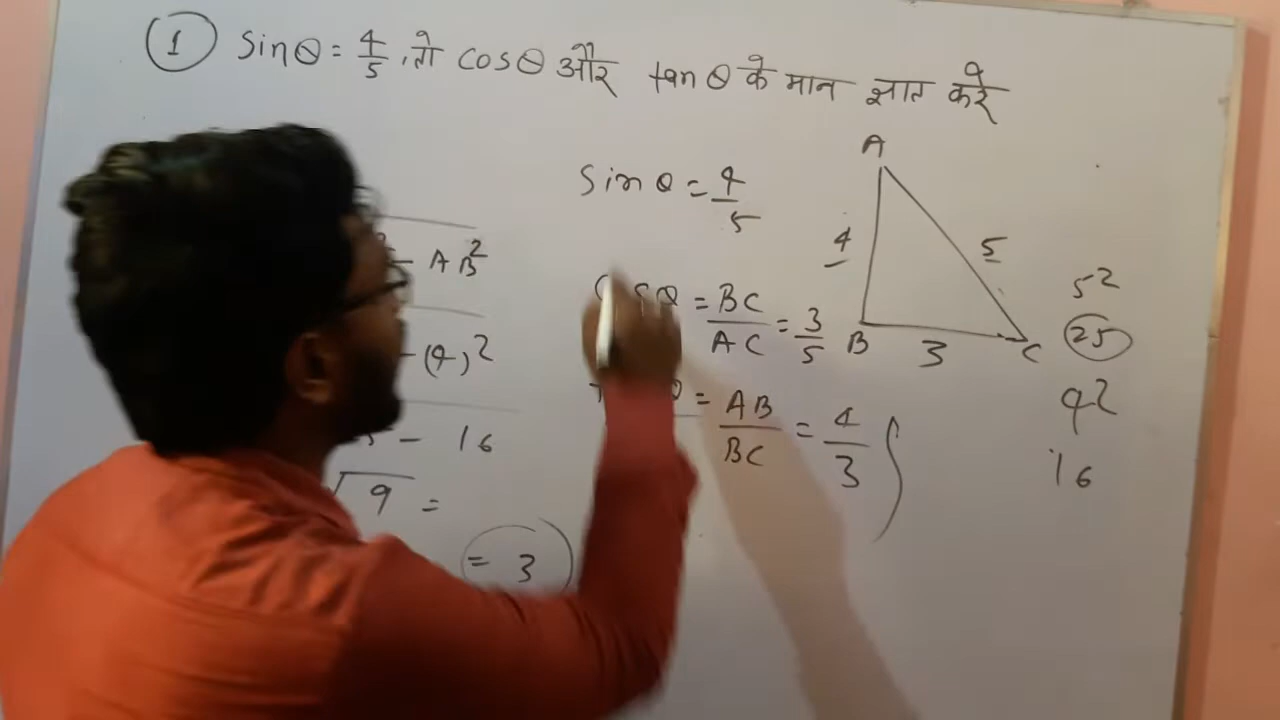 ① Sinθ = 4/5 , तो cosθ और tanθ के मान ज्ञात करें
- AB²
- (4)²
- 16
√9 =
= 3
Sinθ = 4/5
θ = BC/AC = 3/5
θ = AB/BC = 4/3
A
4
5
B
3
C
5²
25
4²
16